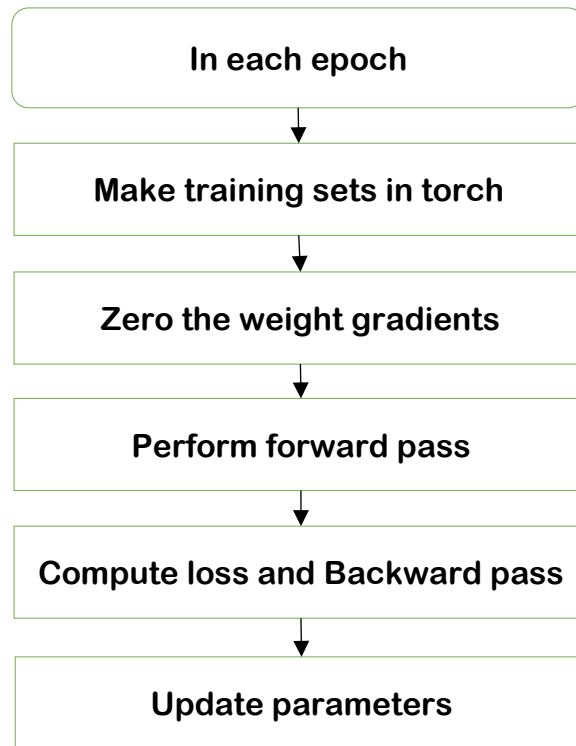 In each epoch
Make training sets in torch
Zero the weight gradients
Perform forward pass
Compute loss and Backward pass
Update parameters